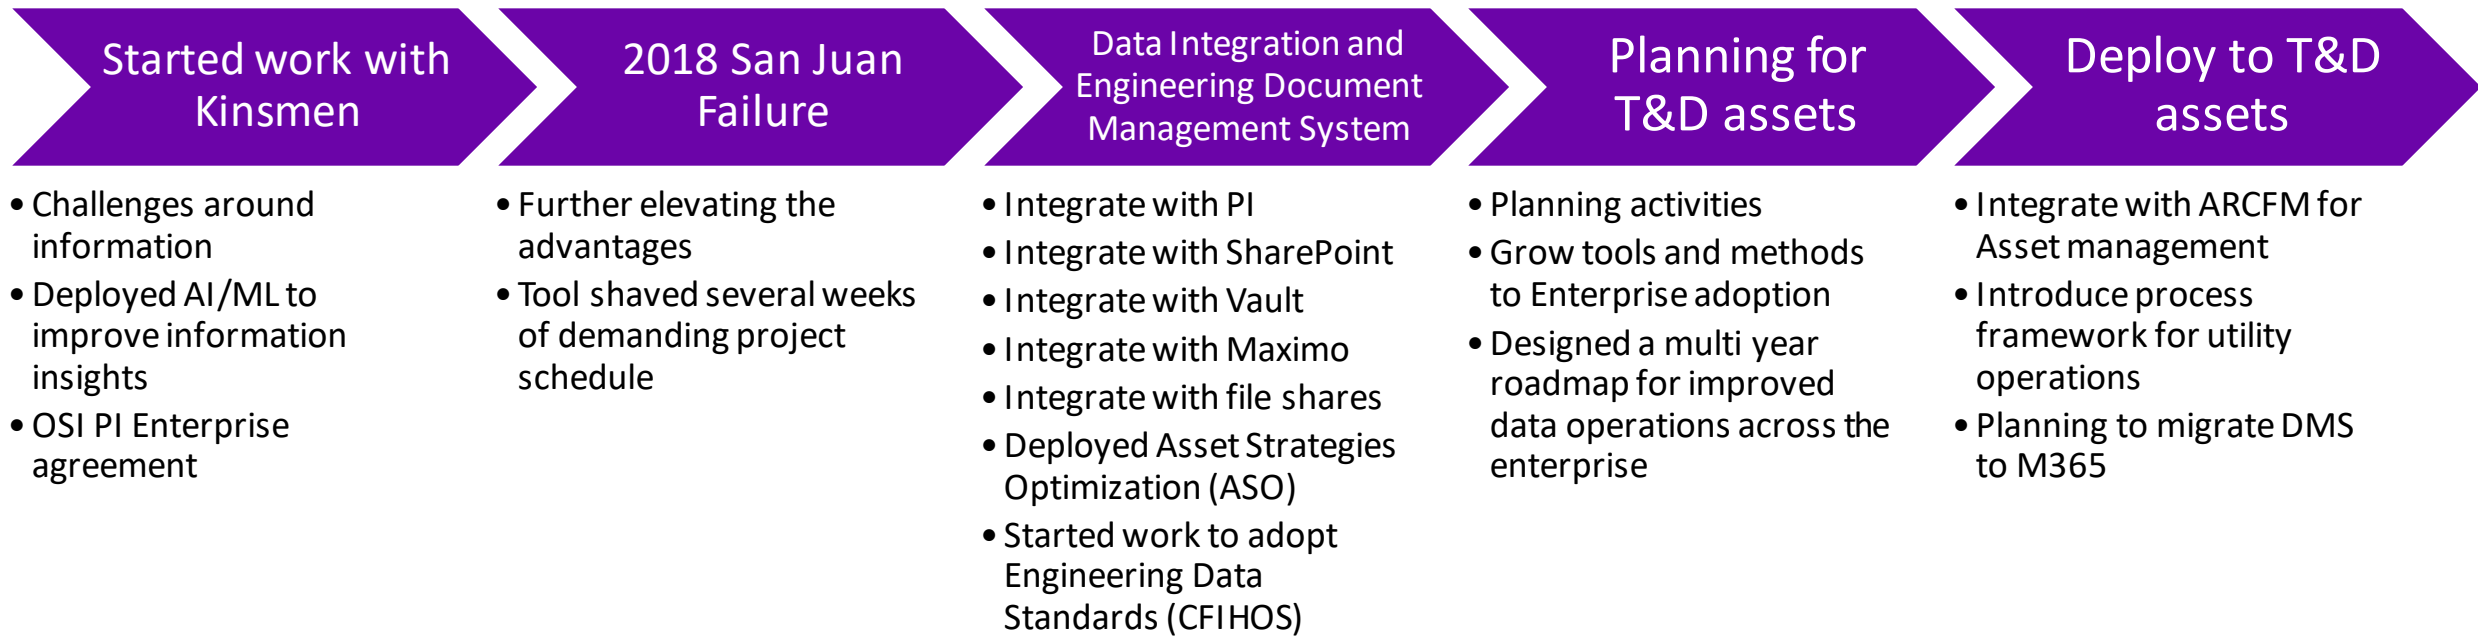 Started work with
Kinsmen
• Challenges around
information
• Deployed AI/ML to
improve information
insights
• OSI PI Enterprise
agreement
2018 San Juan
Failure
• Further elevating the
advantages
• Tool shaved several weeks
of demanding project
schedule
Data Integration and
Engineering Document
Management System
• Integrate with PI
• Integrate with SharePoint
• Integrate with Vault
• Integrate with Maximo
• Integrate with file shares
• Deployed Asset Strategies
Optimization (ASO)
• Started work to adopt
Engineering Data
Standards (CFIHOS)
Planning for
T&D assets
• Planning activities
• Grow tools and methods
to Enterprise adoption
• Designed a multi year
roadmap for improved
data operations across the
enterprise
Deploy to T&D
assets
• Integrate with ARCFM for
Asset management
• Introduce process
framework for utility
operations
• Planning to migrate DMS
to M365